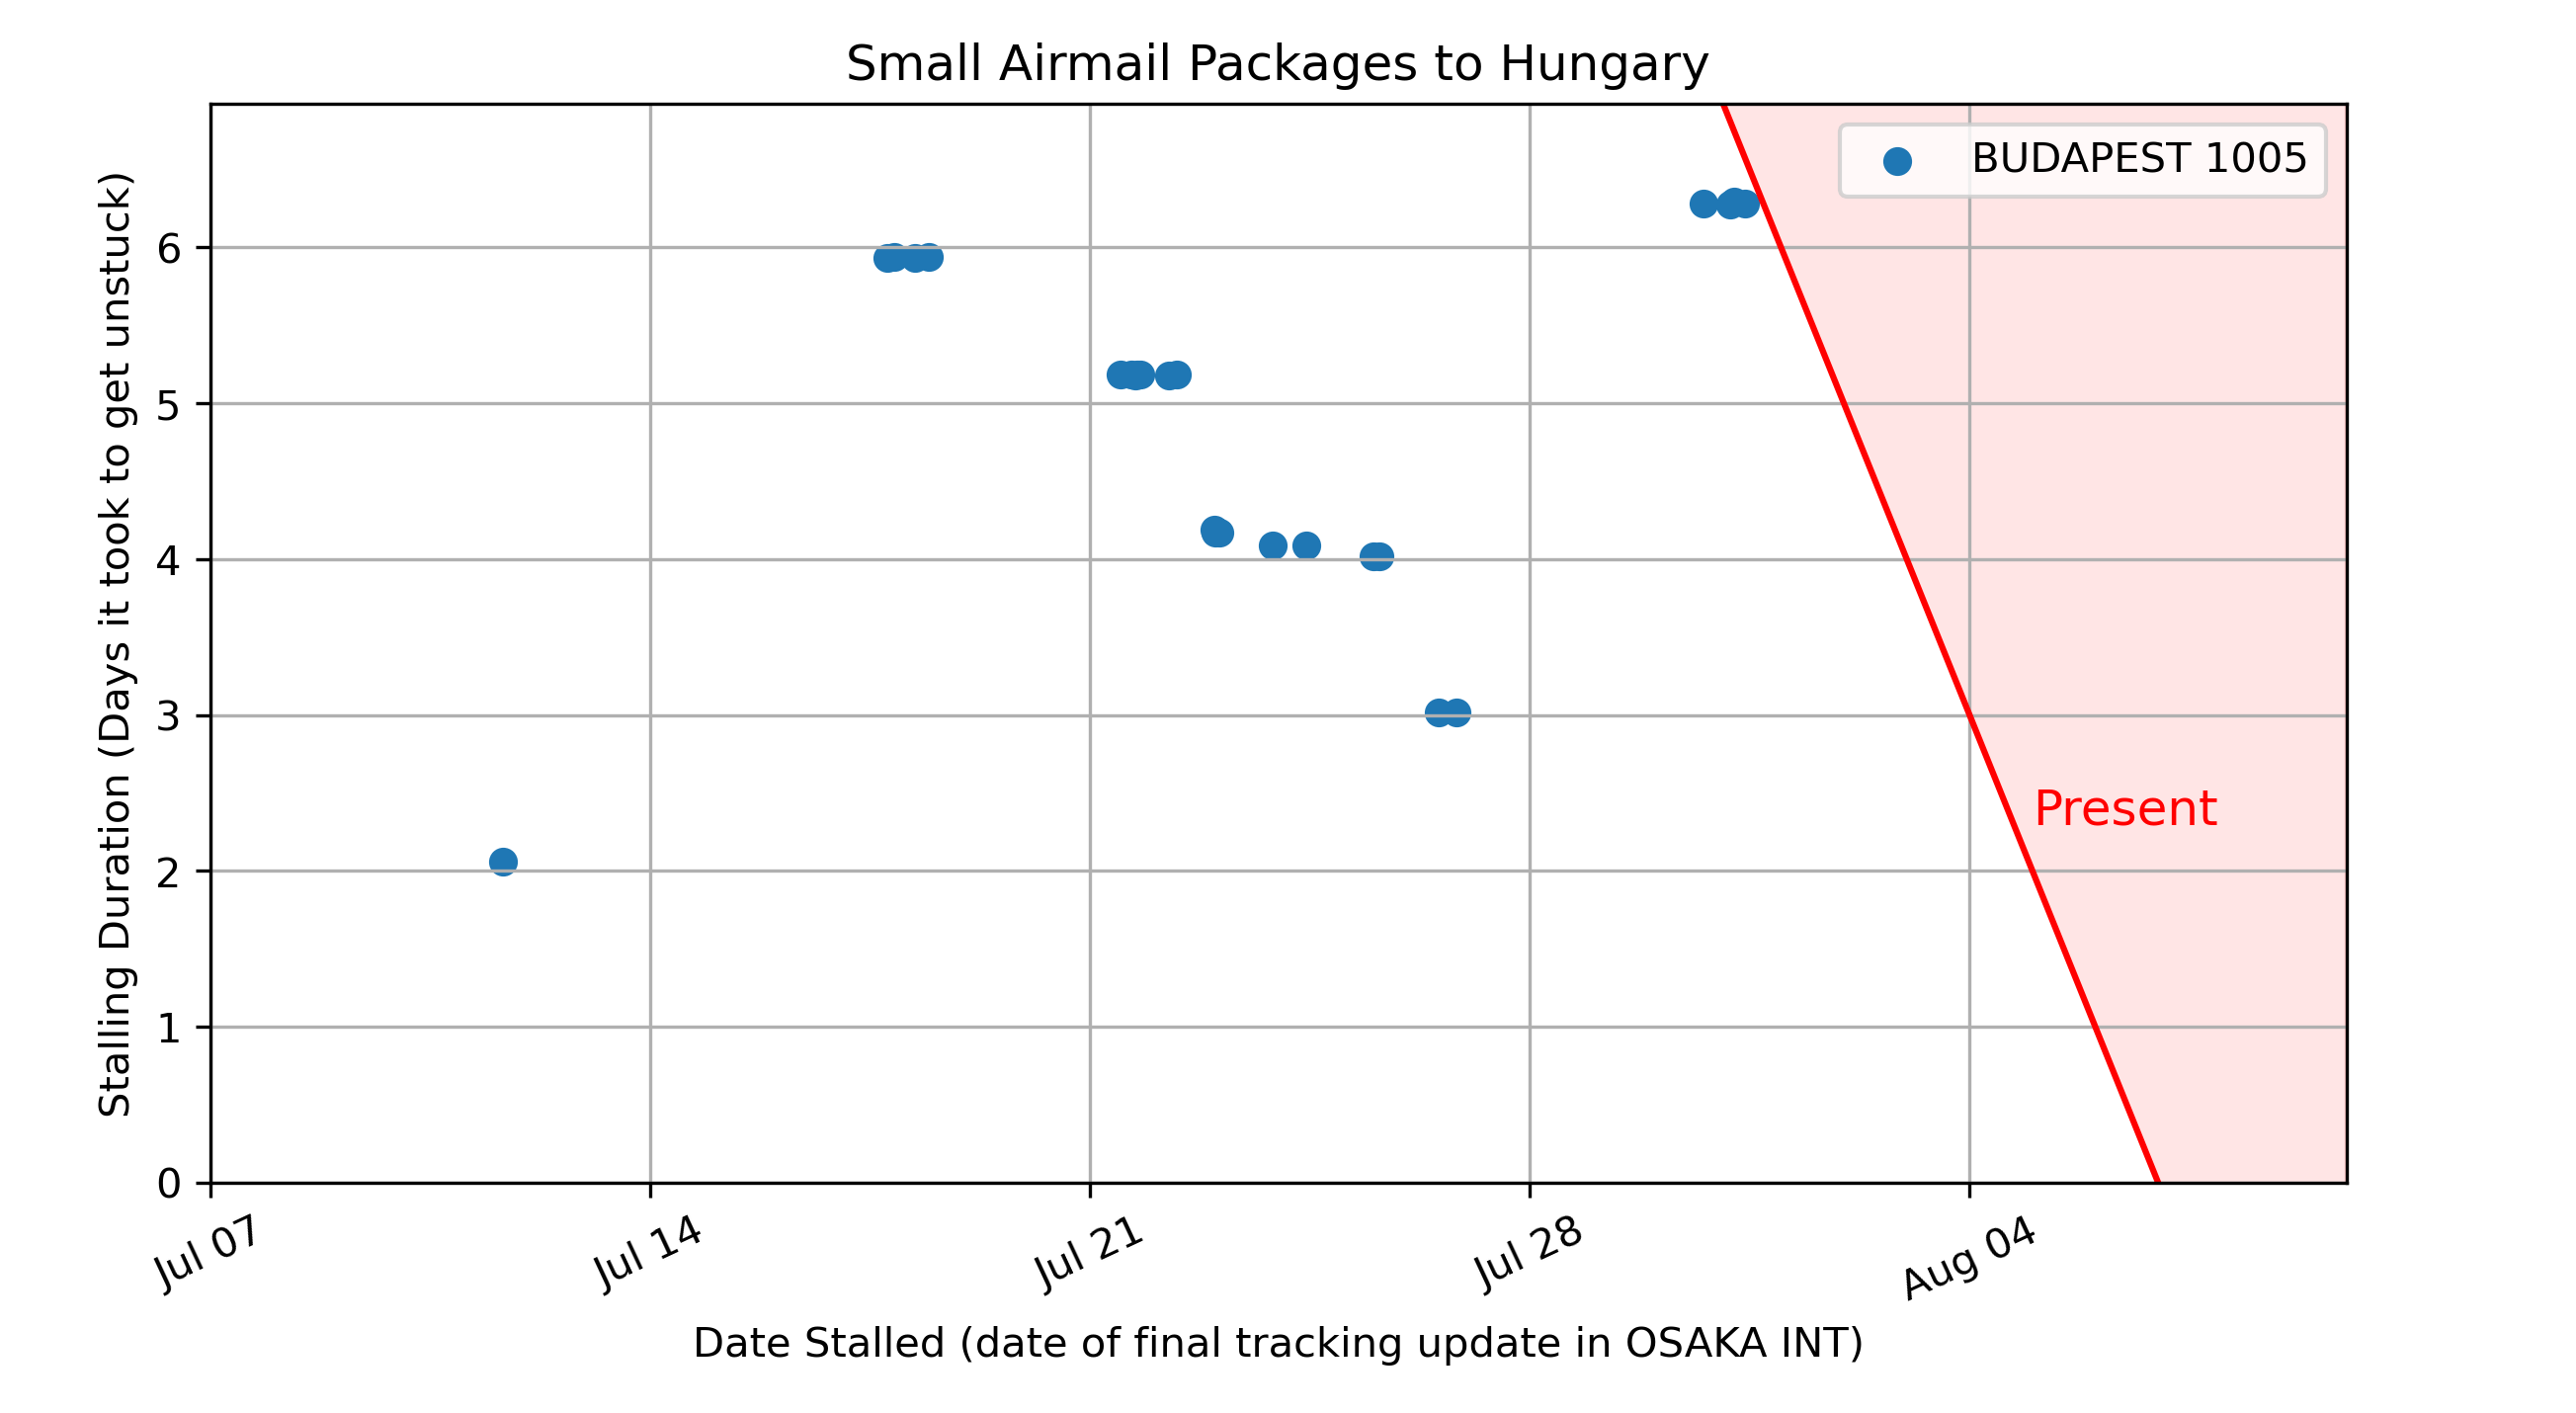 Small Airmail Packages to Hungary
BUDAPEST 1005
Stalling Duration (Days it took to get unstuck)
6
5
4
3
2
1
0
Present
Jul 07
Jul 14
Jul 21
Jul 28
Aug 04
Date Stalled (date of final tracking update in OSAKA INT)